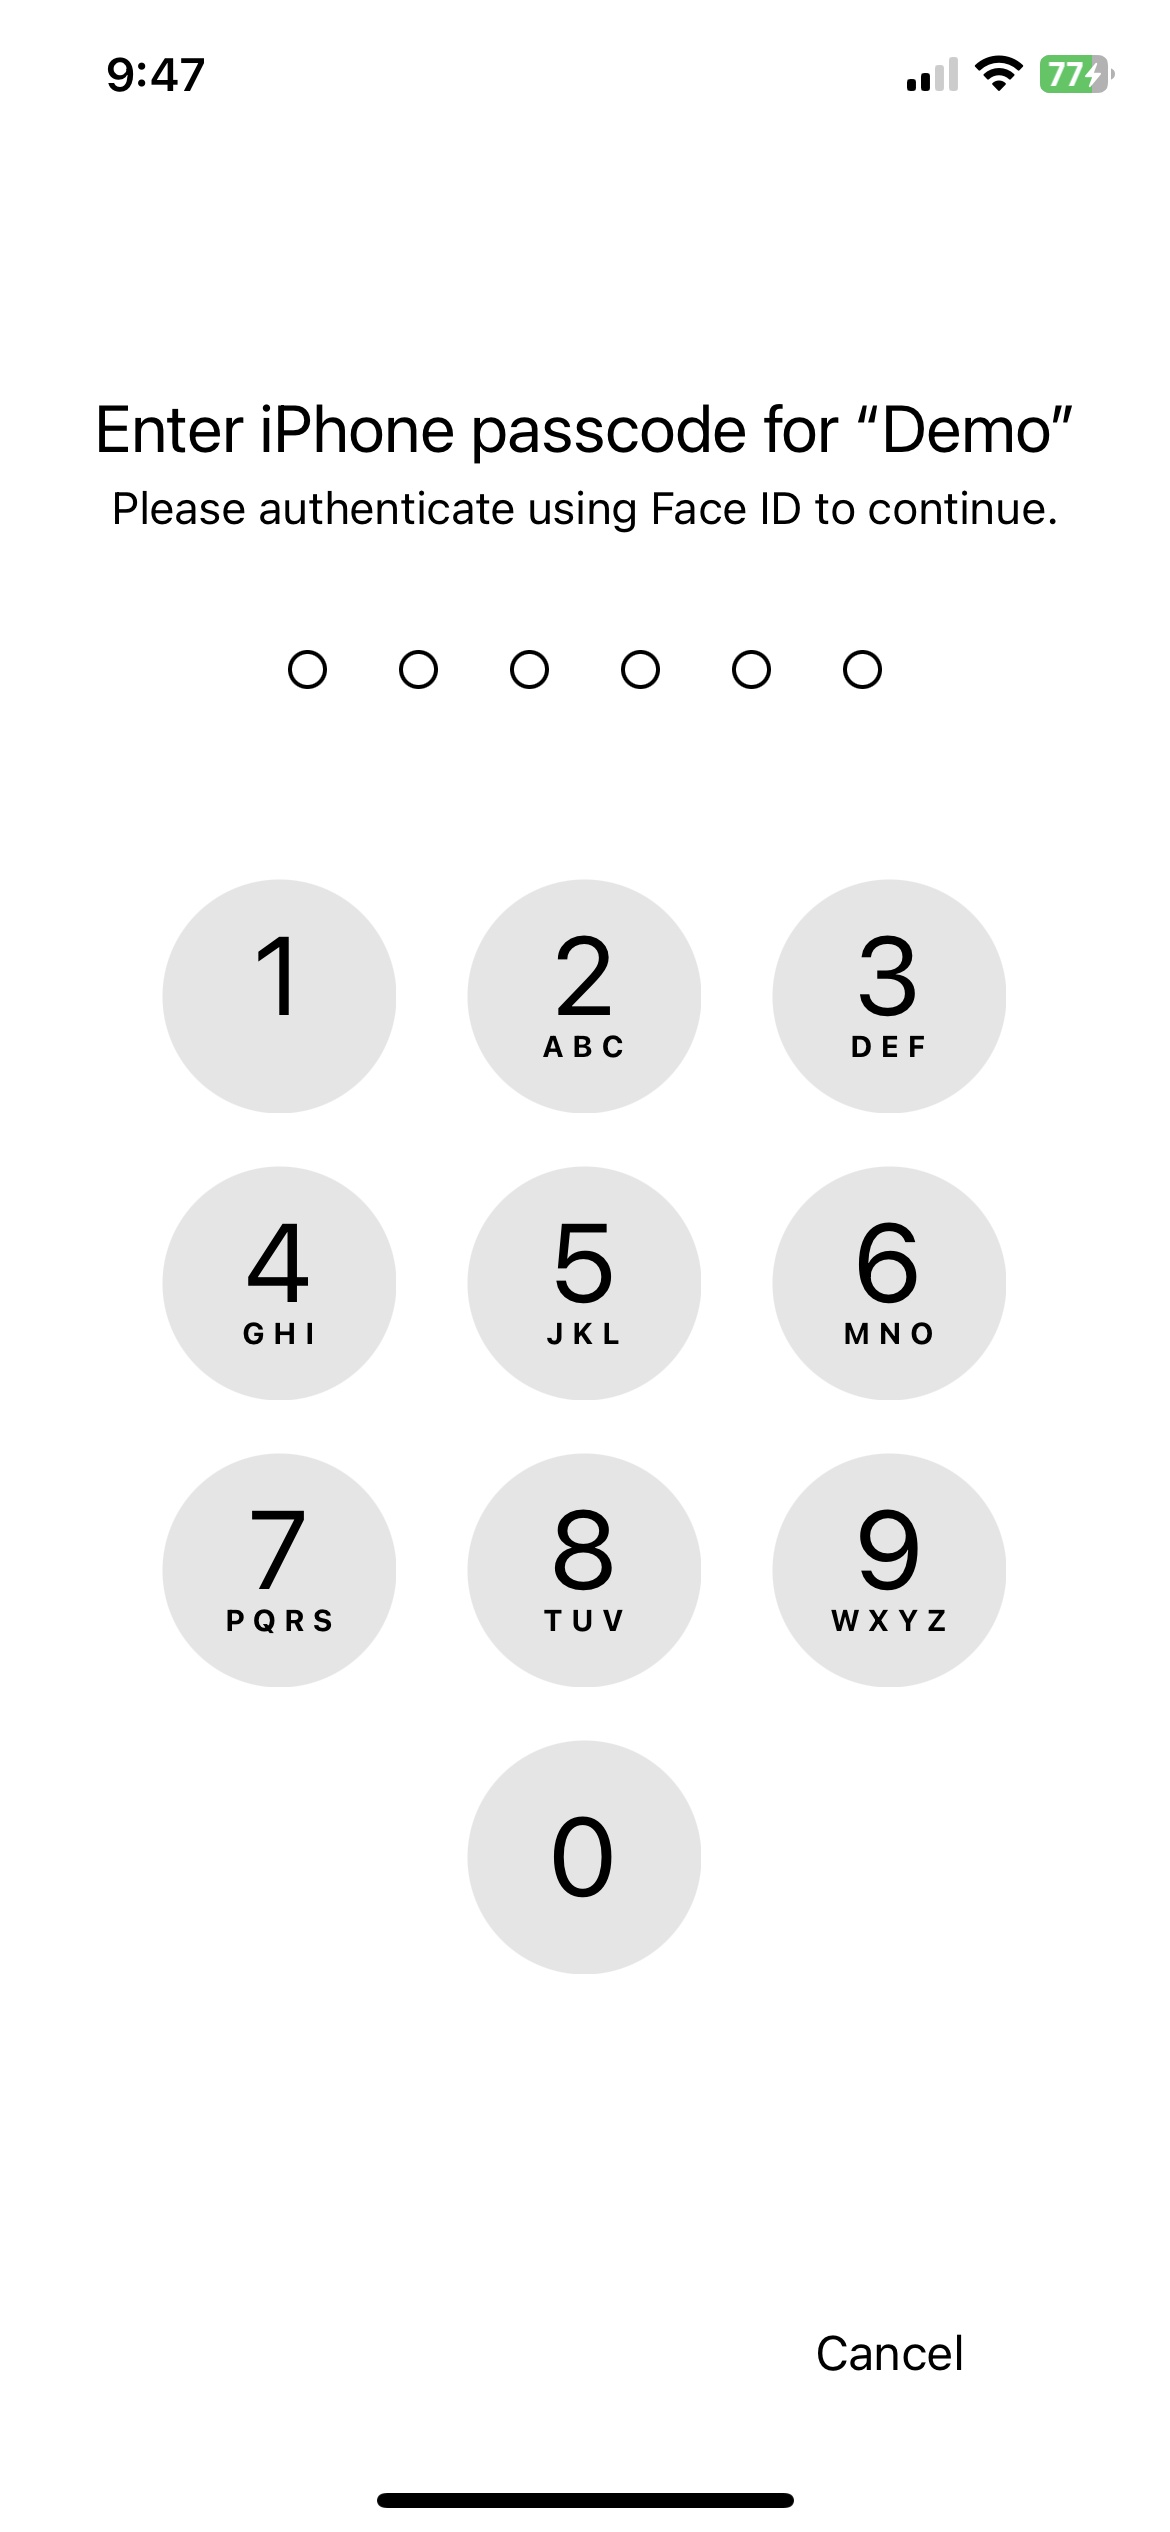 9:47
77
Enter iPhone passcode for “Demo”
Please authenticate using Face ID to continue.
1
2
3
ABC
DEF
4
5
6
GHI
JKL
MNO
7
8
9
PQRS
TUV
WXYZ
0
Cancel